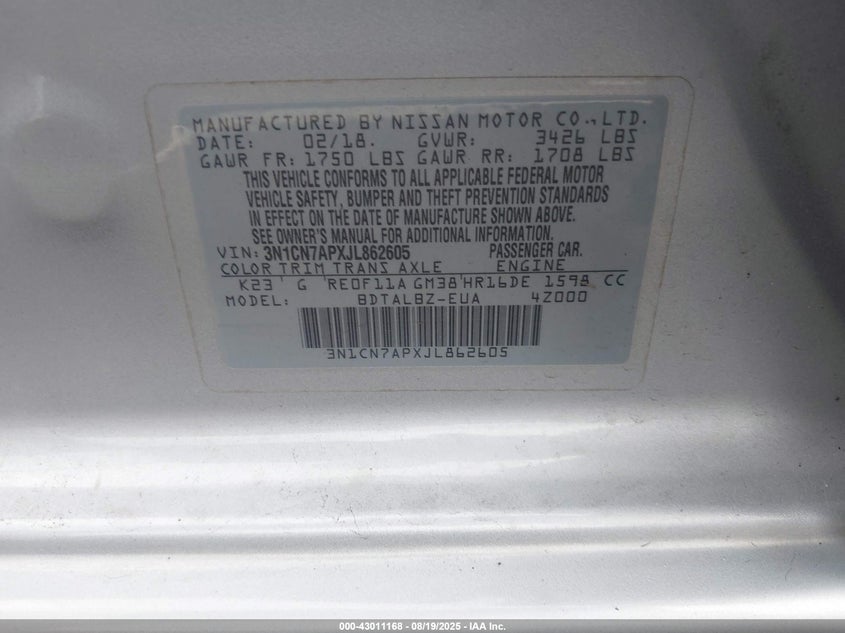 MANUFACTURED BY NISSAN MOTOR CO.,LTD.
DATE: 02/18. GVWR: 3426 LBS
GAWR FR: 1750 LBS GAWR RR: 1708 LBS
THIS VEHICLE CONFORMS TO ALL APPLICABLE FEDERAL MOTOR
VEHICLE SAFETY, BUMPER AND THEFT PREVENTION STANDARDS
IN EFFECT ON THE DATE OF MANUFACTURE SHOWN ABOVE.
SEE OWNER'S MANUAL FOR ADDITIONAL INFORMATION.
VIN: 3N1CN7APXJL862605 PASSENGER CAR.
COLOR TRIM TRANS AXLE ENGINE
K23 G RE0F11A GM38 HR16DE 1598 CC
MODEL: BDTALBZ-EUA 4Z000
3N1CN7APXJL862605
000-43011168 - 08/19/2025 - IAA Inc.